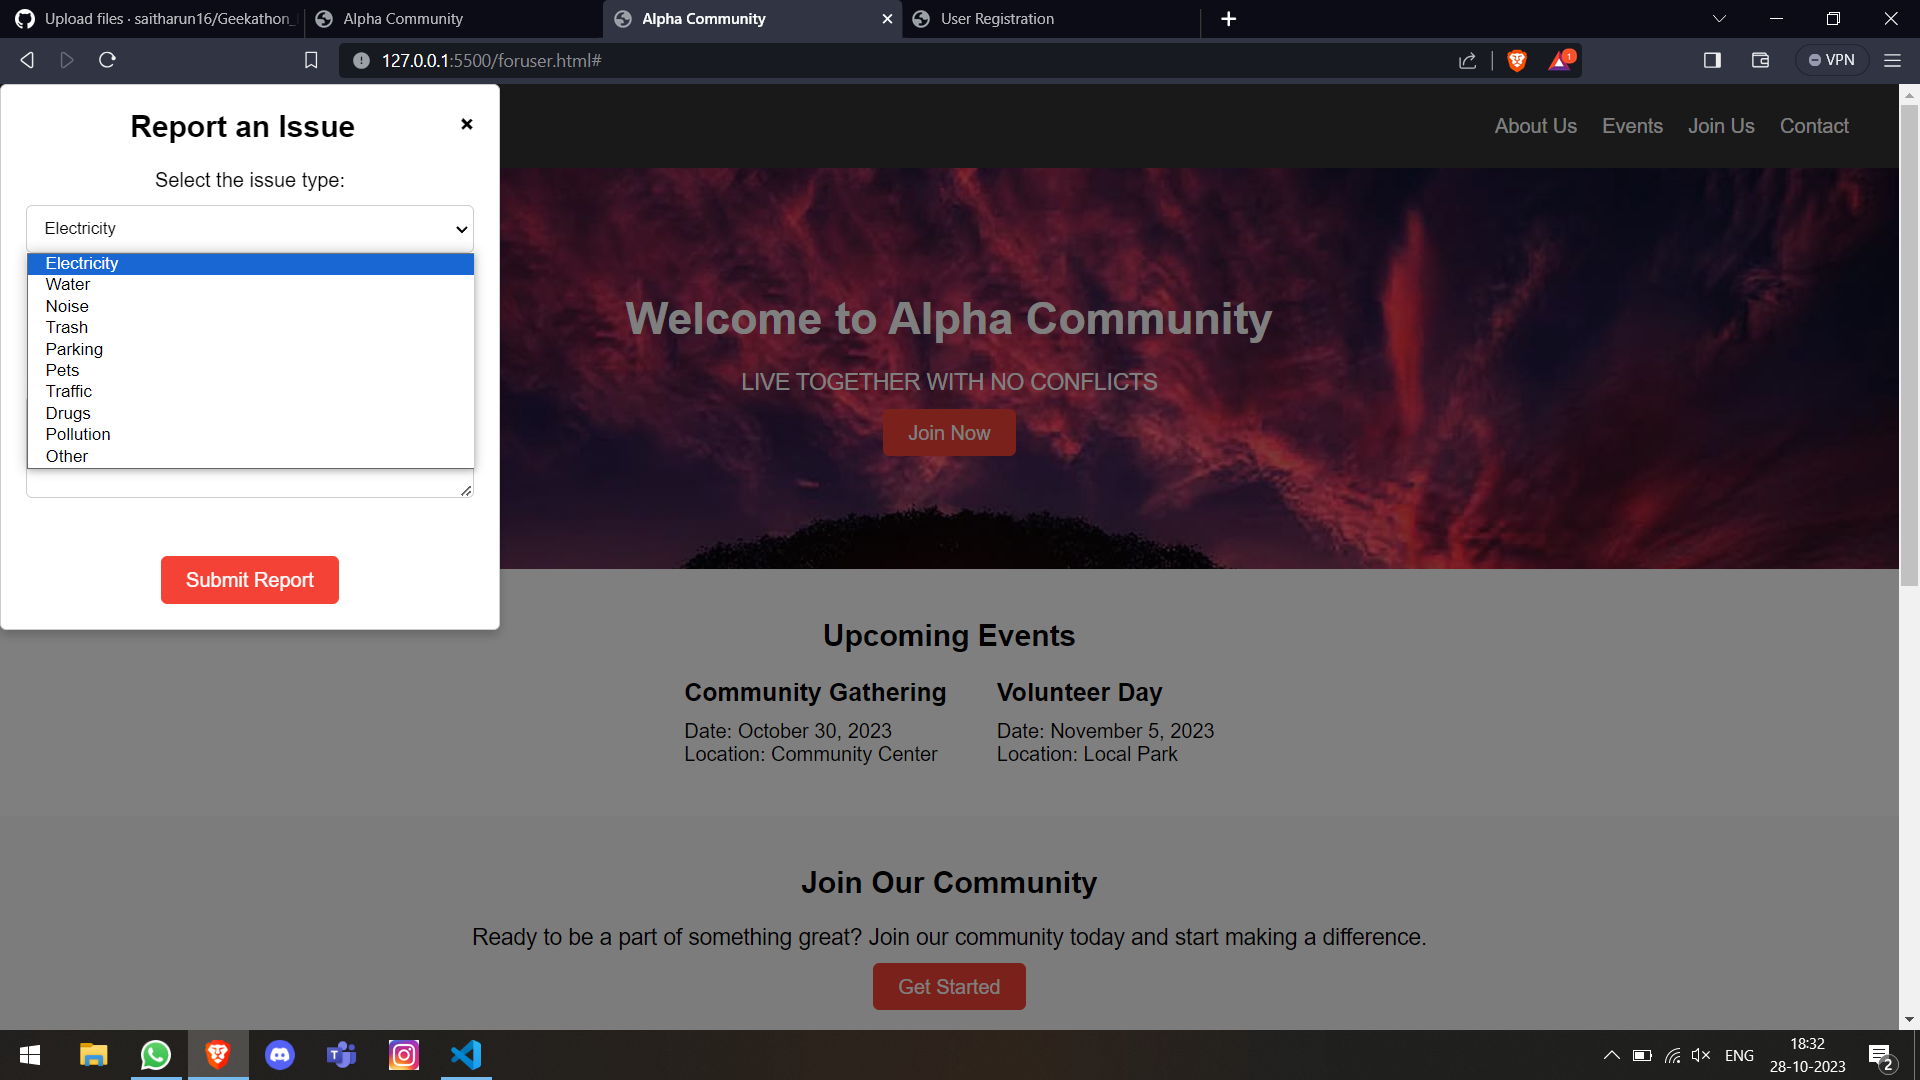 Upload files · saitharun16/Geekathon_
Alpha Community
Alpha Community
User Registration
127.0.0.1:5500/foruser.html#
1
VPN
Report an Issue
×
About Us
Events
Join Us
Contact
Select the issue type:
Electricity
Electricity
Water
Noise
Trash
Parking
Pets
Traffic
Drugs
Pollution
Other
Submit Report
Welcome to Alpha Community
LIVE TOGETHER WITH NO CONFLICTS
Join Now
Upcoming Events
Community Gathering
Date: October 30, 2023
Location: Community Center
Volunteer Day
Date: November 5, 2023
Location: Local Park
Join Our Community
Ready to be a part of something great? Join our community today and start making a difference.
Get Started
ENG
18:32
28-10-2023
2